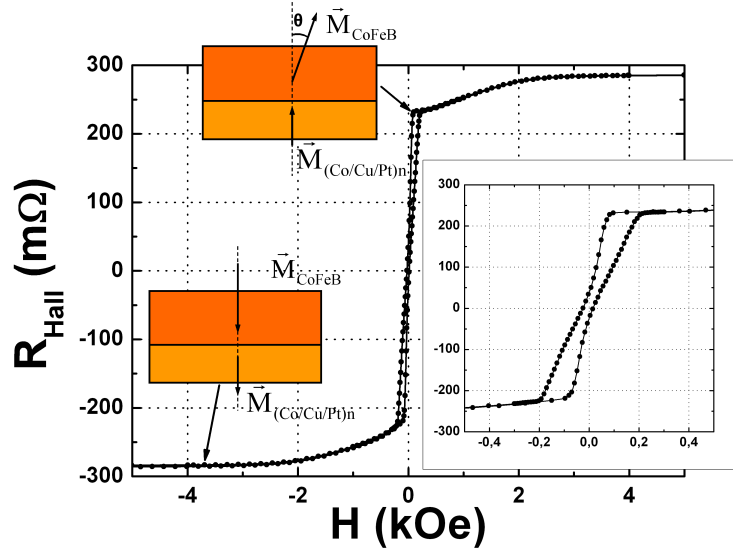 θ
M⃗CoFeB
M⃗(Co/Cu/Pt)n
M⃗CoFeB
M⃗(Co/Cu/Pt)n
RHall (mΩ)
300
200
100
0
-100
-200
-300
-4 -2 0 2 4
H (kOe)
300
200
100
0
-100
-200
-300
-0,4 -0,2 0,0 0,2 0,4